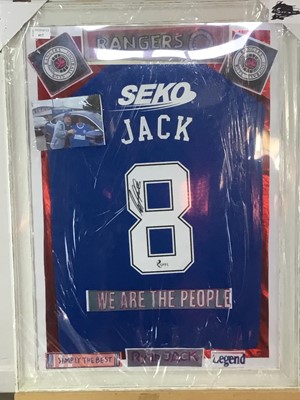 RANGERS
SEKO
JACK
8
WE ARE THE PEOPLE
SIMPLY THE BEST
Ryan JACK
Legend